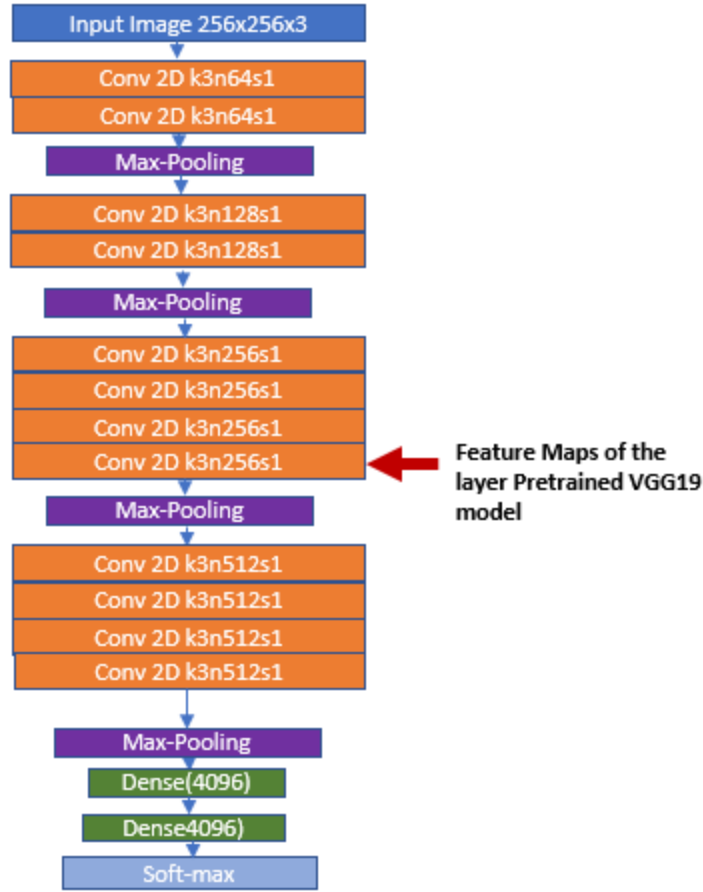 Input Image 256x256x3
Conv 2D k3n64s1
Conv 2D k3n64s1
Max-Pooling
Conv 2D k3n128s1
Conv 2D k3n128s1
Max-Pooling
Conv 2D k3n256s1
Conv 2D k3n256s1
Conv 2D k3n256s1
Conv 2D k3n256s1
Feature Maps of the
layer Pretrained VGG19
model
Max-Pooling
Conv 2D k3n512s1
Conv 2D k3n512s1
Conv 2D k3n512s1
Conv 2D k3n512s1
Max-Pooling
Dense(4096)
Dense4096)
Soft-max